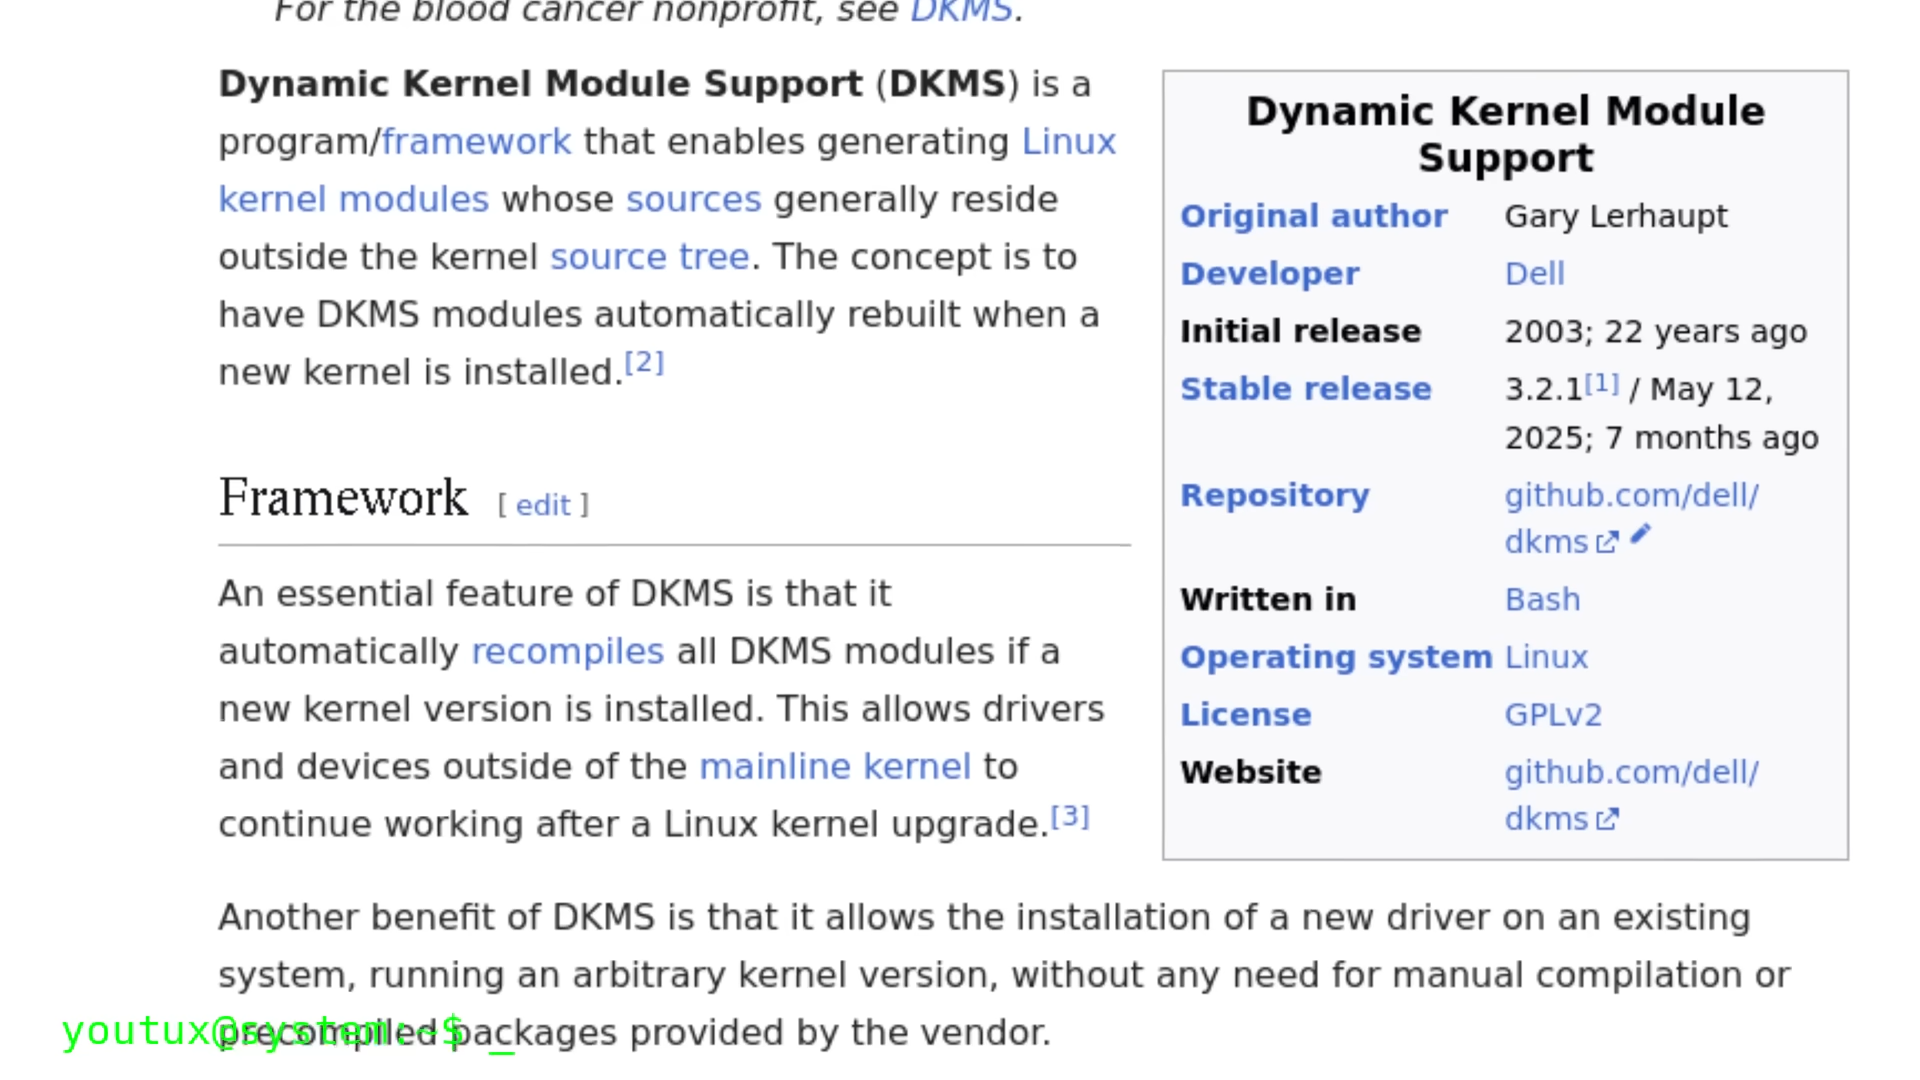 For the blood cancer nonprofit, see DKMS.
Dynamic Kernel Module Support (DKMS) is a
program/framework that enables generating Linux
kernel modules whose sources generally reside
outside the kernel source tree. The concept is to
have DKMS modules automatically rebuilt when a
new kernel is installed.[2]
Framework [ edit ]
An essential feature of DKMS is that it
automatically recompiles all DKMS modules if a
new kernel version is installed. This allows drivers
and devices outside of the mainline kernel to
continue working after a Linux kernel upgrade.[3]
Dynamic Kernel Module
Support
Original author Gary Lerhaupt
Developer Dell
Initial release 2003; 22 years ago
Stable release 3.2.1[1] / May 12,
2025; 7 months ago
Repository github.com/dell/
dkms
Written in Bash
Operating system Linux
License GPLv2
Website github.com/dell/
dkms
Another benefit of DKMS is that it allows the installation of a new driver on an existing
system, running an arbitrary kernel version, without any need for manual compilation or
precompiled packages provided by the vendor.
youtux@system:~$ _